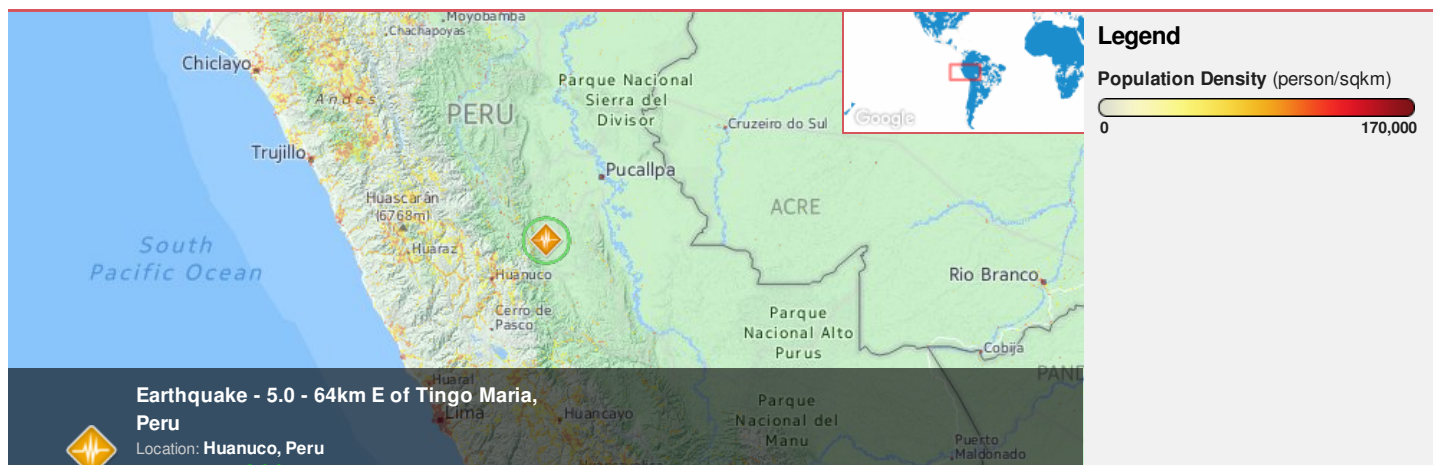 Moyobamba
Chachapoyas
Chiclayo
Andes
PERU
Parque Nacional
Sierra del
Divisor
Cruzeiro do Sul
Google
Trujillo
Pucallpa
Huascarán
(6768m)
ACRE
Huaraz
South
Pacific Ocean
Huanuco
Rio Branco
Cerro de
Pasco
Parque
Nacional Alto
Purus
Cobija
PAND
Huaral
Lima
Huancayo
Parque
Nacional del
Manu
Puerto
Maldonado
Earthquake - 5.0 - 64km E of Tingo Maria,
Peru
Location: Huanuco, Peru
Legend
Population Density (person/sqkm)
0 170,000